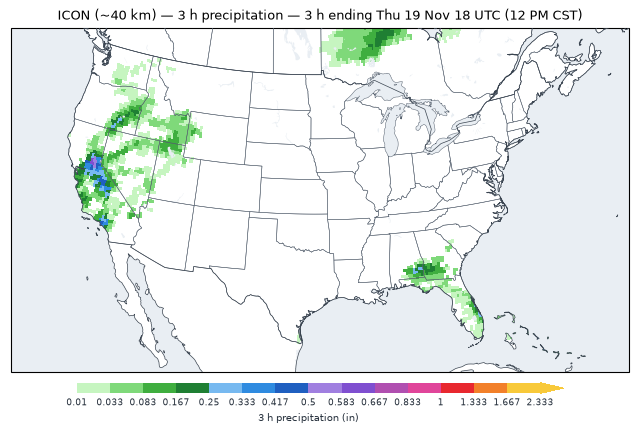 ICON (~40 km) — 3 h precipitation — 3 h ending Thu 19 Nov 18 UTC (12 PM CST)
0.01 0.033 0.083 0.167 0.25 0.333 0.417 0.5 0.583 0.667 0.833 1 1.333 1.667 2.333
3 h precipitation (in)